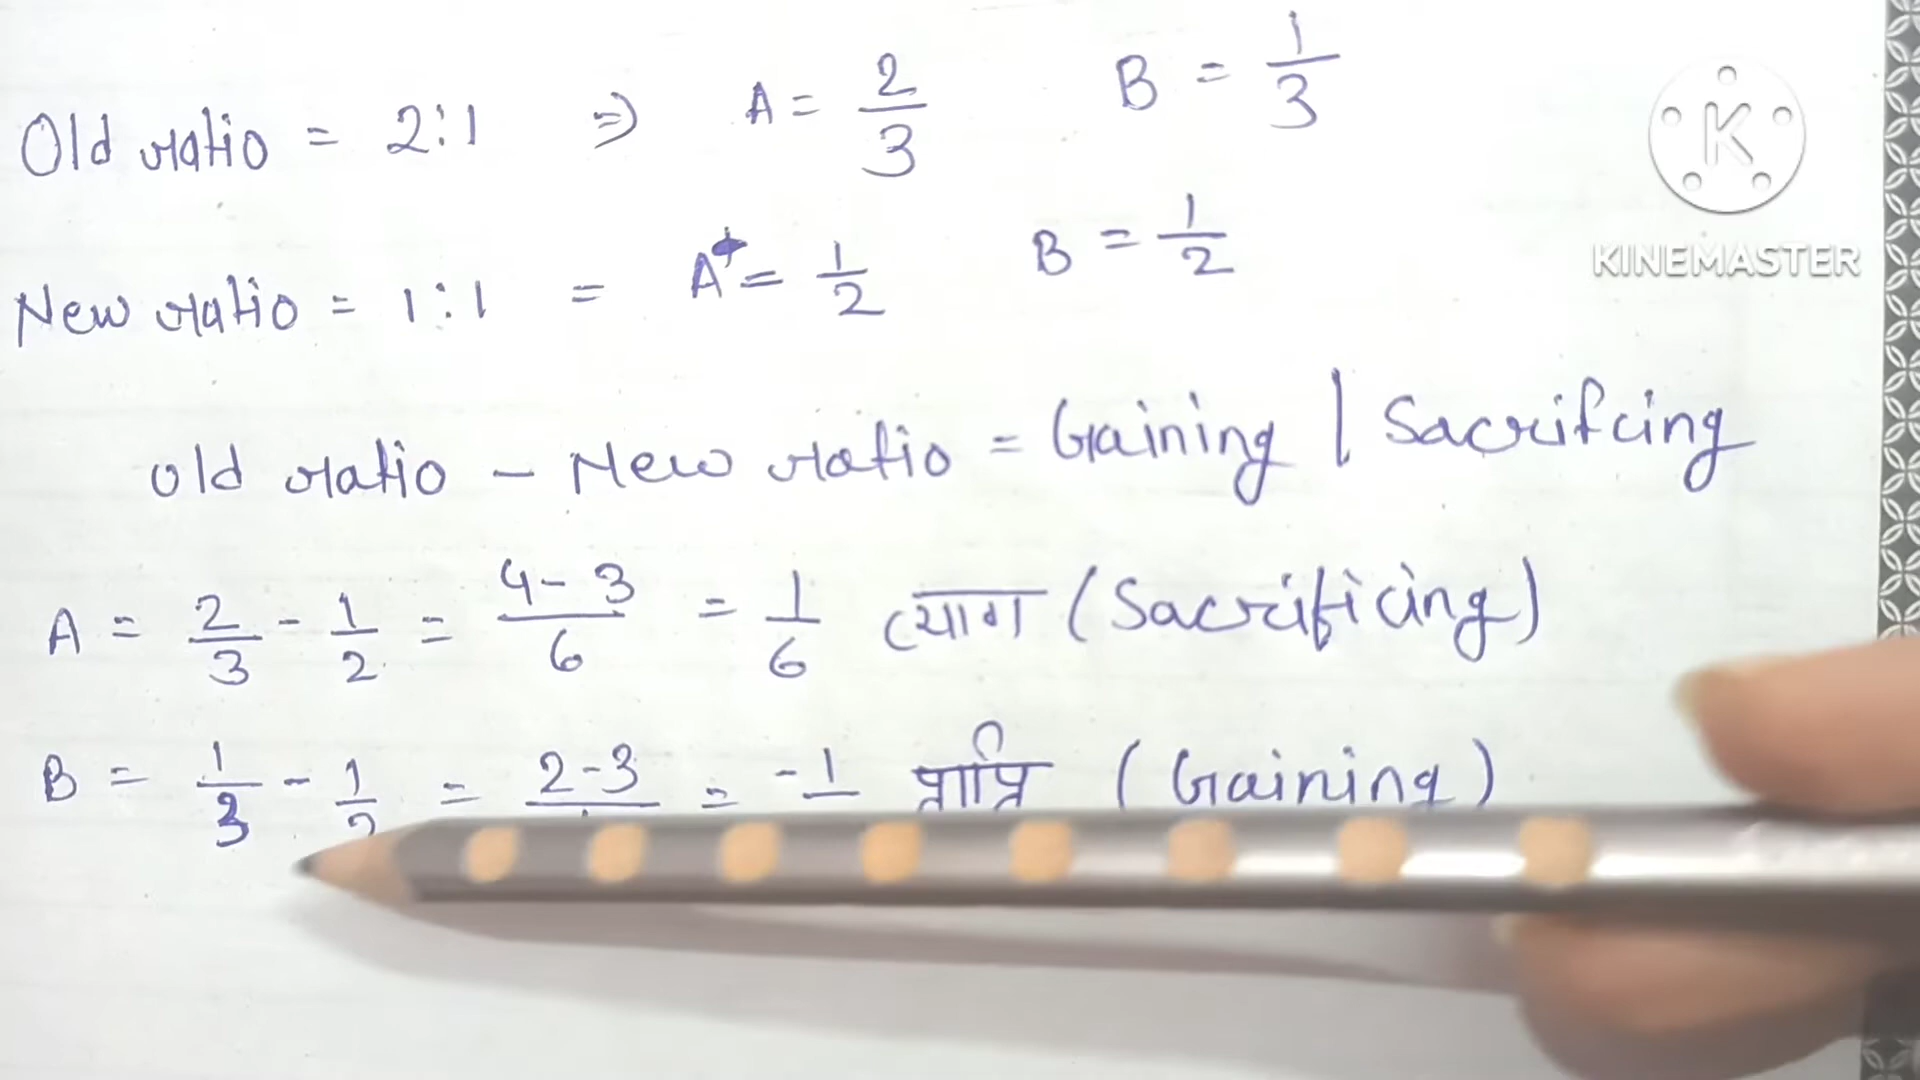 Old ratio = 2:1 ⇒ A = 2/3 B = 1/3
New ratio = 1:1 = A = 1/2 B = 1/2
old ratio - New ratio = Gaining | Sacrifcing
A = 2/3 - 1/2 = 4-3/6 = 1/6 त्याग (Sacrificing)
B = 1/3 - 1/2 = 2-3 = -1 प्राप्ति (Gaining)
K
KINEMASTER